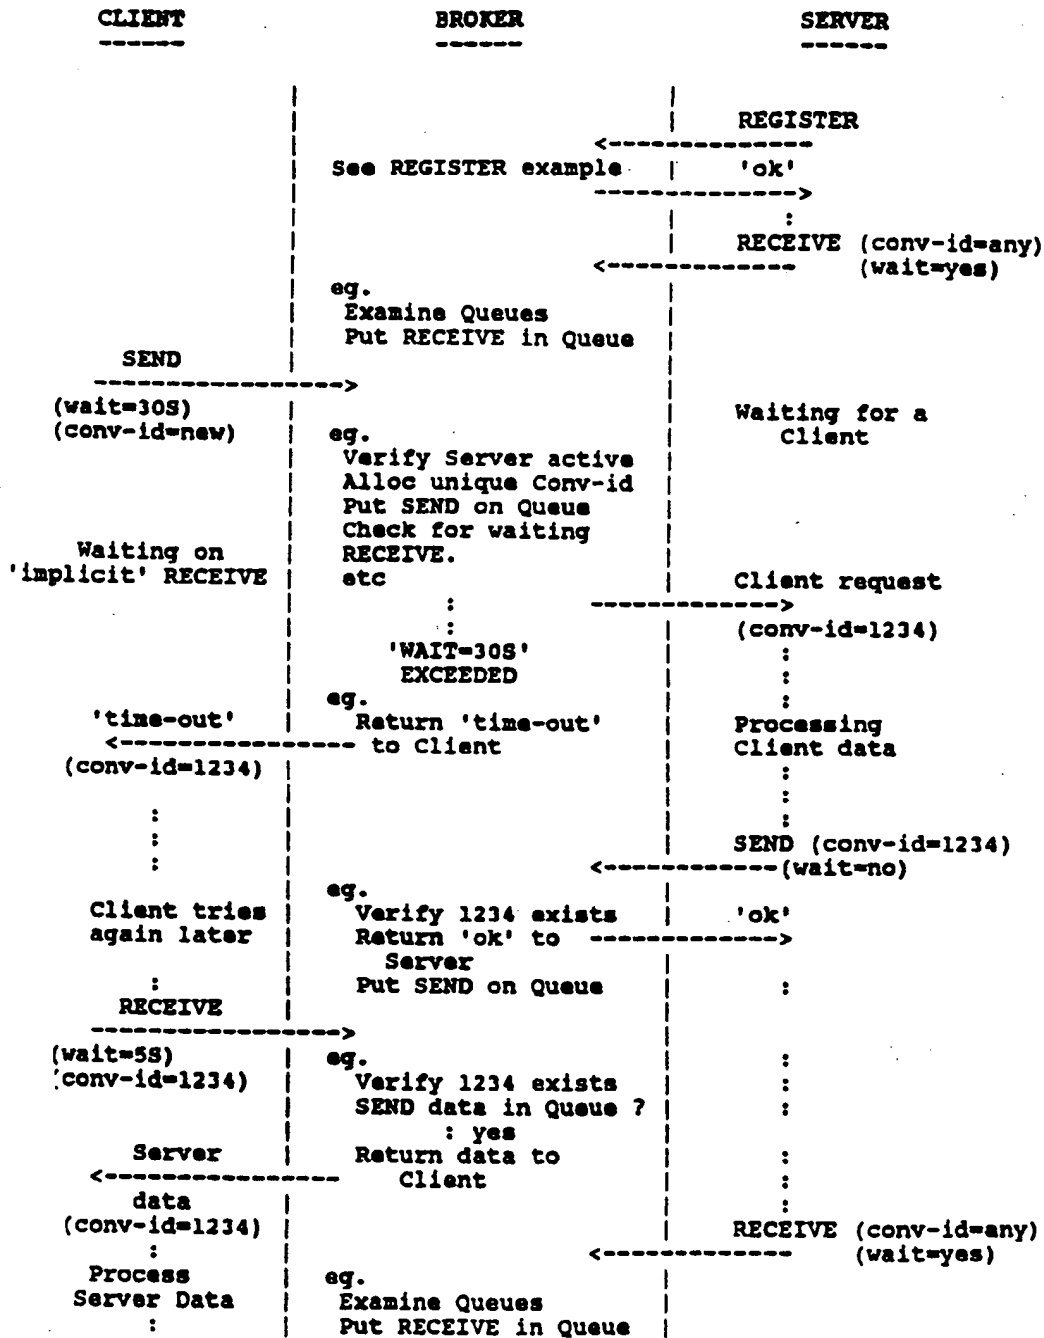 CLIENT BROKER SERVER
REGISTER
<-------------
See REGISTER example 'ok'
------------->
:
RECEIVE (conv-id=any)
<------------- (wait=yes)
eg.
Examine Queues
Put RECEIVE in Queue
SEND
----------------->
(wait=30S) Waiting for a
(conv-id=new) eg. Client
Verify Server active
Alloc unique Conv-id
Put SEND on Queue
Check for waiting
Waiting on RECEIVE.
'implicit' RECEIVE etc Client request
: ------------->
: (conv-id=1234)
'WAIT=30S' :
EXCEEDED :
eg. :
'time-out' Return 'time-out' Processing
<---------------- to Client Client data
(conv-id=1234) :
:
: :
: SEND (conv-id=1234)
: <------------(wait=no)
eg.
Client tries Verify 1234 exists 'ok'
again later Return 'ok' to ------------->
Server
: Put SEND on Queue :
RECEIVE
----------------->
(wait=5S) eg. :
(conv-id=1234) Verify 1234 exists :
SEND data in Queue ? :
: yes
Server Return data to :
<---------------- Client :
data :
(conv-id=1234) RECEIVE (conv-id=any)
: <------------- (wait=yes)
Process eg.
Server Data Examine Queues
: Put RECEIVE in Queue